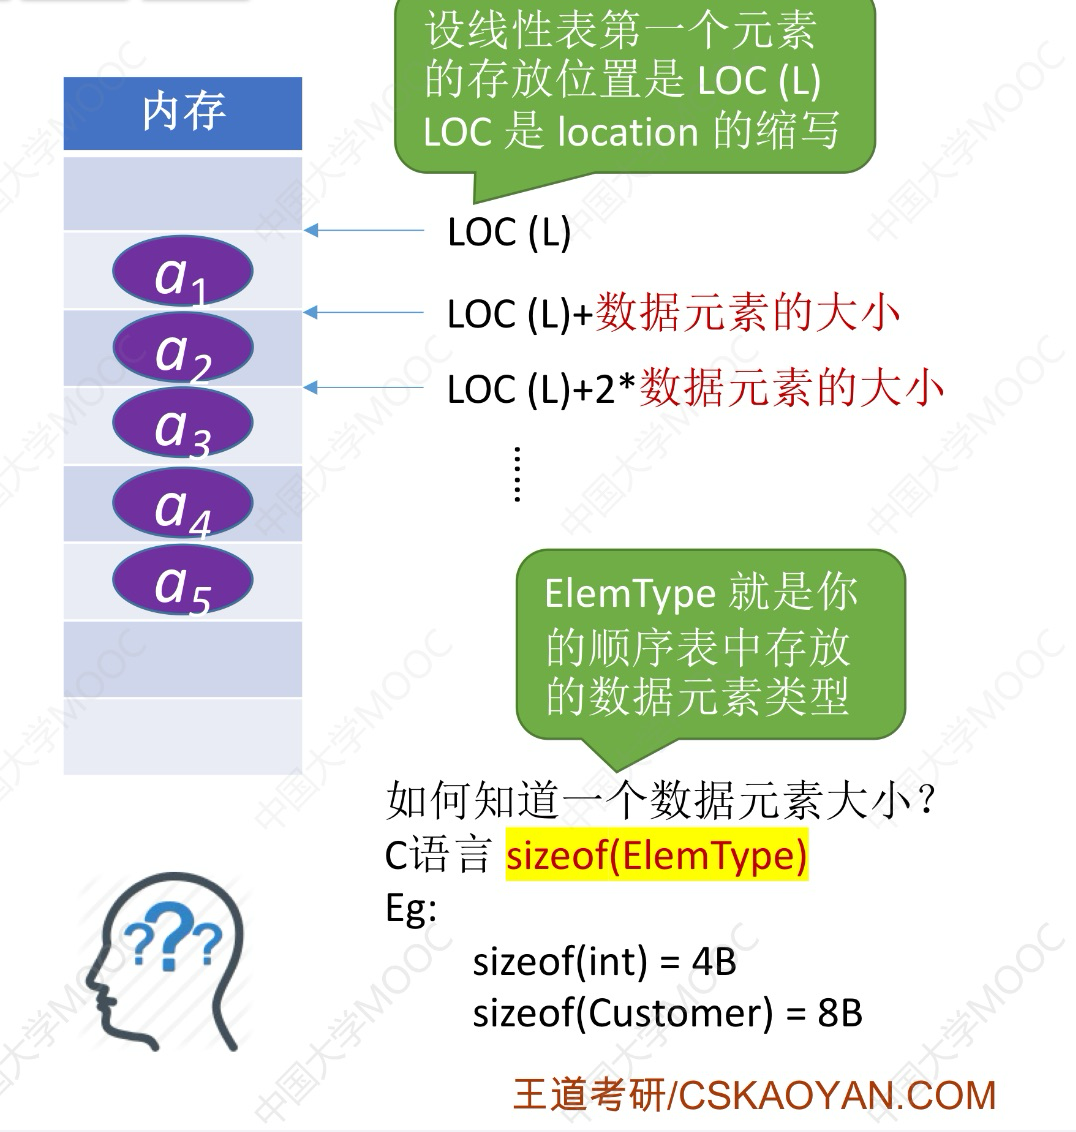 设线性表第一个元素
的存放位置是 LOC (L)
LOC 是 location 的缩写
内存
LOC (L)
a1
LOC (L)+数据元素的大小
a2
LOC (L)+2*数据元素的大小
a3
a4
a5
ElemType 就是你
的顺序表中存放
的数据元素类型
如何知道一个数据元素大小？
C语言 sizeof(ElemType)
Eg:
sizeof(int) = 4B
sizeof(Customer) = 8B
???
王道考研/CSKAOYAN.COM
中国大学MOOC